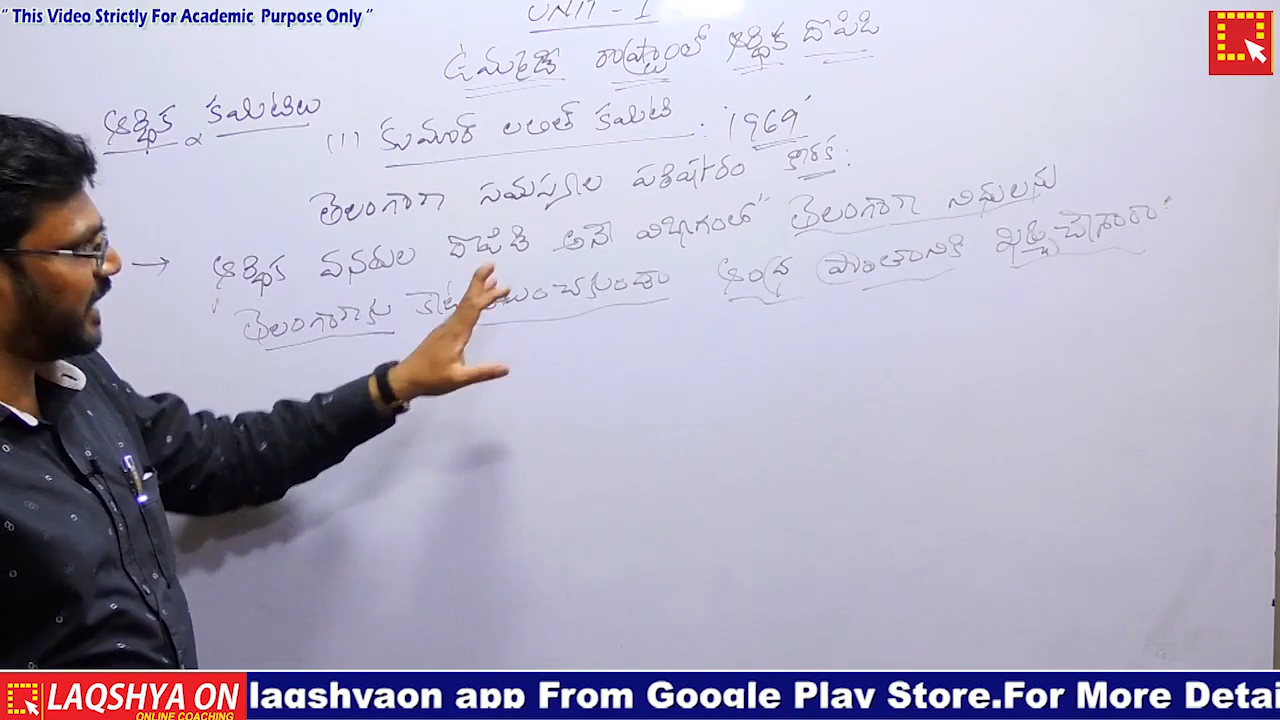 “ This Video Strictly For Academic Purpose Only ”
UNIT - 1
ఉమ్మడి రాష్ట్రంలో ఆర్థిక దోపిడి
ఆర్థిక కమిటీలు
(1) కుమార్ లలిత్ కమిటీ : '1969'
తెలంగాణ సమస్యల పరిష్కారం కొరకై :
→ ఆర్థిక వనరుల దోపిడి అనే విభాగంలో " తెలంగాణ నిధులను
తెలంగాణకు ఆంధ్ర ప్రాంతానికి ఖర్చుచేశారా"
LAQSHYA ON
ONLINE COACHING
laqshyaon app From Google Play Store.For More Detai